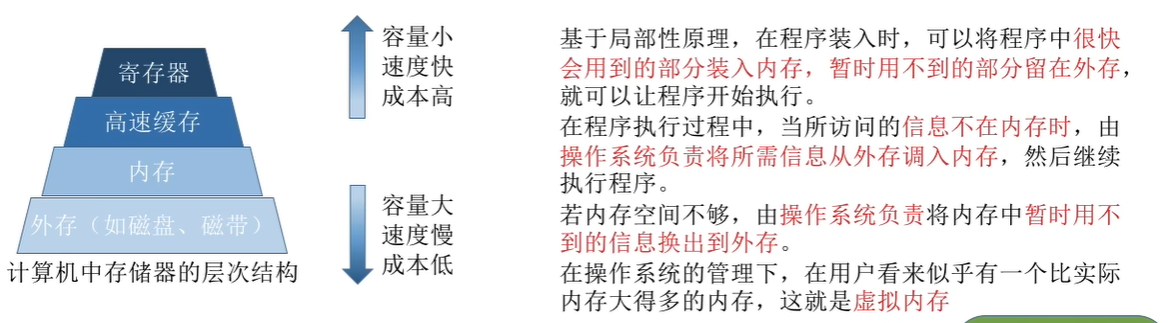 寄存器
高速缓存
内存
外存（如磁盘、磁带）
计算机中存储器的层次结构
容量小
速度快
成本高
容量大
速度慢
成本低
基于局部性原理，在程序装入时，可以将程序中很快
会用到的部分装入内存，暂时用不到的部分留在外存，
就可以让程序开始执行。
在程序执行过程中，当所访问的信息不在内存时，由
操作系统负责将所需信息从外存调入内存，然后继续
执行程序。
若内存空间不够，由操作系统负责将内存中暂时用不
到的信息换出到外存。
在操作系统的管理下，在用户看来似乎有一个比实际
内存大得多的内存，这就是虚拟内存